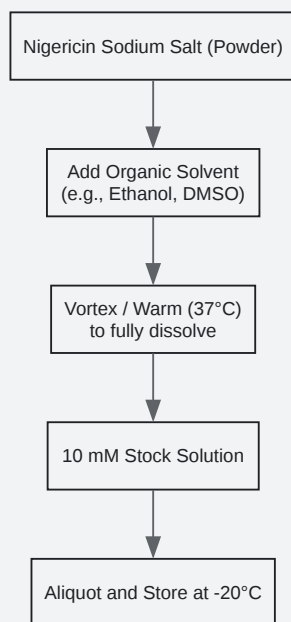 Nigericin Sodium Salt (Powder)
Add Organic Solvent
(e.g., Ethanol, DMSO)
Vortex / Warm (37°C)
to fully dissolve
10 mM Stock Solution
Aliquot and Store at -20°C